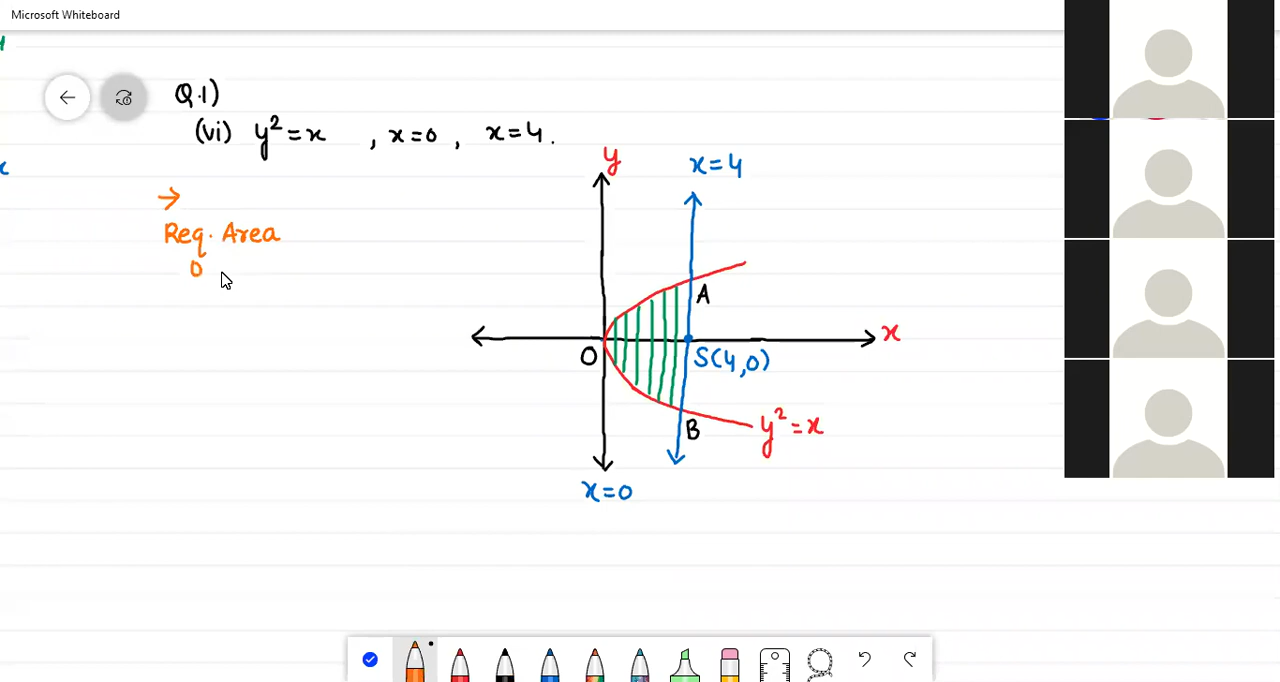 Microsoft Whiteboard
Q.1)
(vi) y² = x , x=0 , x=4.
→
Req. Area
O
y
x=4
A
x
O
S(4,0)
B
y² = x
x=0